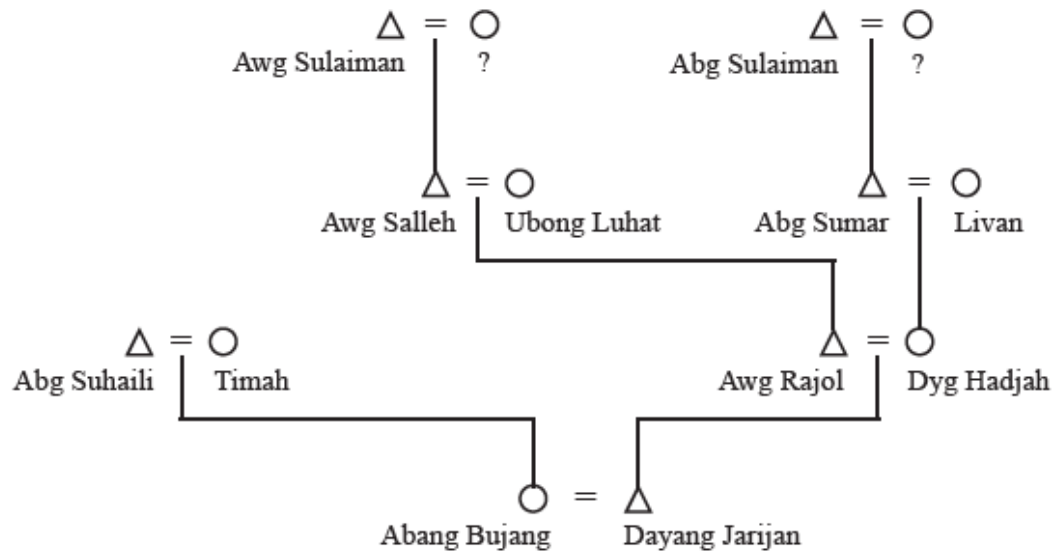 =
=
Awg Sulaiman ? Abg Sulaiman ?
= =
Awg Salleh Ubong Luhat Abg Sumar Livan
= =
Abg Suhaili Timah Awg Rajol Dyg Hadjah
=
Abang Bujang Dayang Jarijan